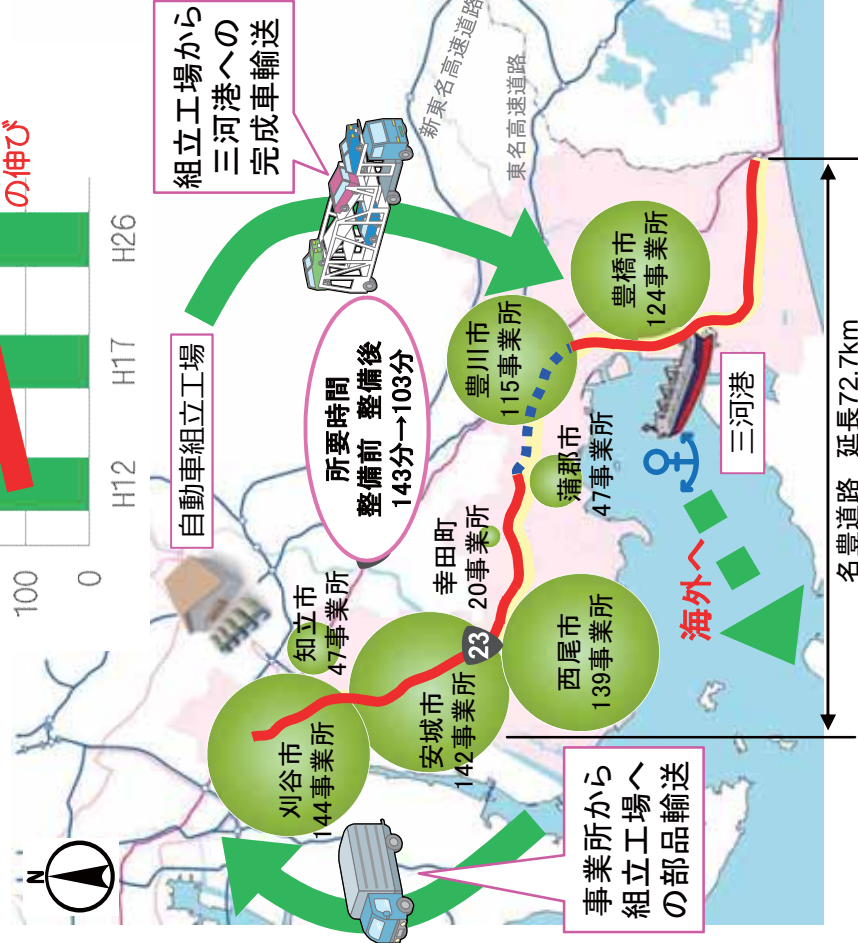 の伸び
100
0
H12
H17
H26
組立工場から
三河港への
完成車輸送
新東名高速道路
東名高速道路
自動車組立工場
所要時間
整備前 整備後
143分→103分
N
刈谷市
144事業所
知立市
47事業所
安城市
142事業所
23
幸田町
20事業所
西尾市
139事業所
蒲郡市
47事業所
豊川市
115事業所
豊橋市
124事業所
三河港
海外へ
事業所から
組立工場へ
の部品輸送
名豊道路 延長72.7km